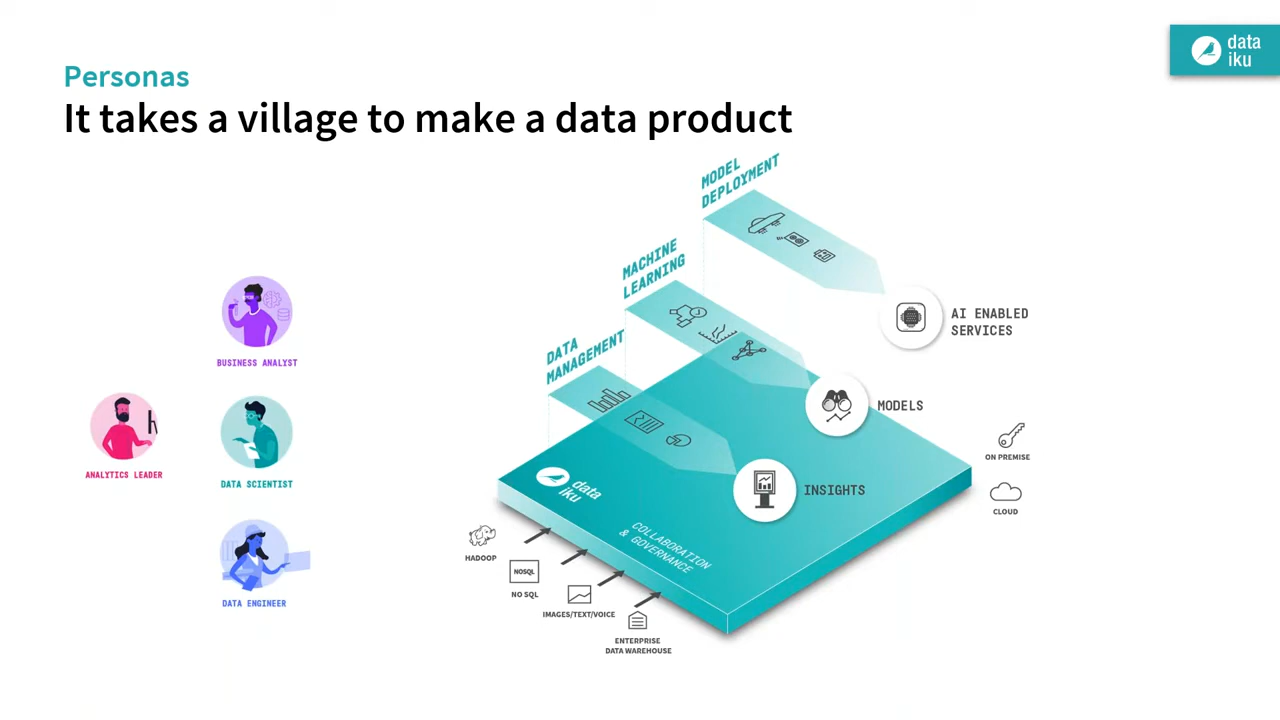 data
iku
Personas
It takes a village to make a data product
MODEL
DEPLOYMENT
MACHINE
LEARNING
DATA
MANAGEMENT
AI ENABLED
SERVICES
MODELS
INSIGHTS
BUSINESS ANALYST
ANALYTICS LEADER
DATA SCIENTIST
DATA ENGINEER
data
iku
COLLABORATION
& GOVERNANCE
ON PREMISE
CLOUD
HADOOP
NOSQL
NO SQL
IMAGES/TEXT/VOICE
ENTERPRISE
DATA WAREHOUSE